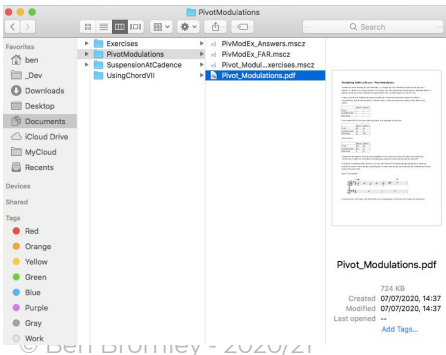 PivotModulations
Search
Favorites
ben
_Dev
Downloads
Desktop
Documents
iCloud Drive
MyCloud
Recents
Devices
Shared
Tags
Red
Orange
Yellow
Green
Blue
Purple
Gray
Work
Exercises
PivotModulations
SuspensionAtCadence
UsingChordVII
PivModEx_Answers.mscz
PivModEx_FAR.mscz
Pivot_Modul...xercises.mscz
Pivot_Modulations.pdf
Pivot_Modulations.pdf
724 KB
Created 07/07/2020, 14:37
Modified 07/07/2020, 14:37
Last opened --
Add Tags...
© Ben Bromley - 2020/21